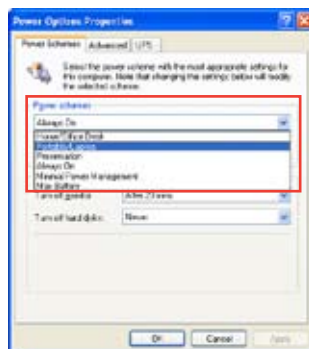 Power Options Properties
Power Schemes Advanced UPS
Select the power scheme with the most appropriate settings for
this computer. Note that changing the settings below will modify
the selected scheme.
Power schemes
Always On
Home/Office Desk
Portable/Laptop
Presentation
Always On
Minimal Power Management
Max Battery
Turn off monitor: After 20 mins
Turn off hard disks: Never
OK Cancel Apply